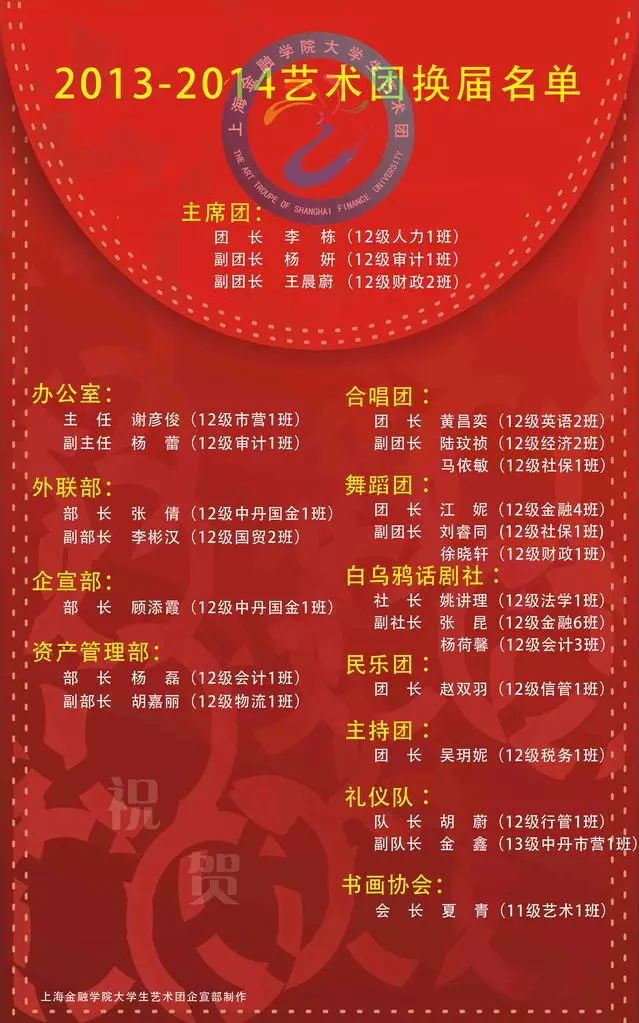 上海金融学院大学生艺术团
THE ART TROUPE OF SHANGHAI FINANCE UNIVERSITY
2013-2014艺术团换届名单
主席团：
团 长 李 栋（12级人力1班）
副团长 杨 妍（12级审计1班）
副团长 王晨蔚（12级财政2班）
办公室：
主 任 谢彦俊（12级市营1班）
副主任 杨 蕾（12级审计1班）
外联部：
部 长 张 倩（12级中丹国金1班）
副部长 李彬汉（12级国贸2班）
企宣部：
部 长 顾添霞（12级中丹国金1班）
资产管理部：
部 长 杨 磊（12级会计1班）
副部长 胡嘉丽（12级物流1班）
合唱团：
团 长 黄昌奕（12级英语2班）
副团长 陆玟祯（12级经济2班）
马依敏（12级社保1班）
舞蹈团：
团 长 江 妮（12级金融4班）
副团长 刘睿同（12级社保1班)
徐晓轩（12级财政1班）
白乌鸦话剧社：
社 长 姚讲理（12级法学1班）
副社长 张 昆（12级金融6班）
杨荷馨（12级会计3班）
民乐团：
团 长 赵双羽（12级信管1班）
主持团：
团 长 吴玥妮（12级税务1班）
礼仪队：
队 长 胡 蔚（12级行管1班）
副队长 金 鑫（13级中丹市营1班）
书画协会：
会 长 夏 青（11级艺术1班）
祝
贺
上海金融学院大学生艺术团企宣部制作